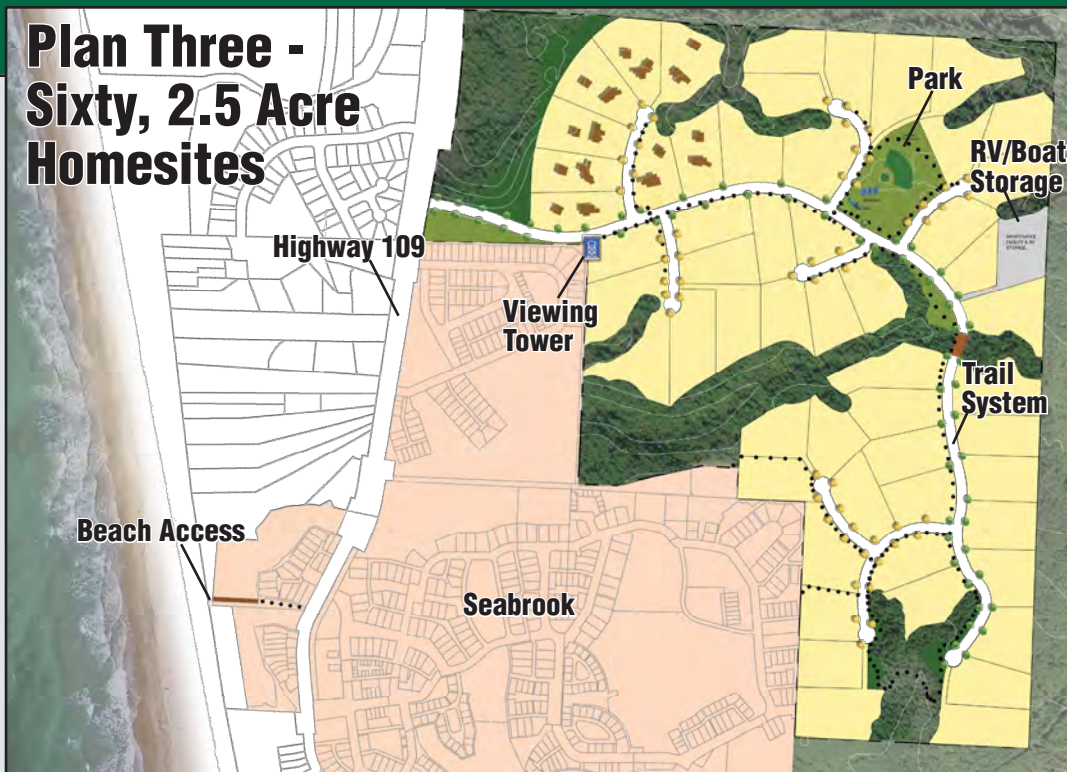 Plan Three -
Sixty, 2.5 Acre
Homesites
Park
RV/Boat
Storage
Highway 109
Viewing
Tower
Trail
System
Beach Access
Seabrook